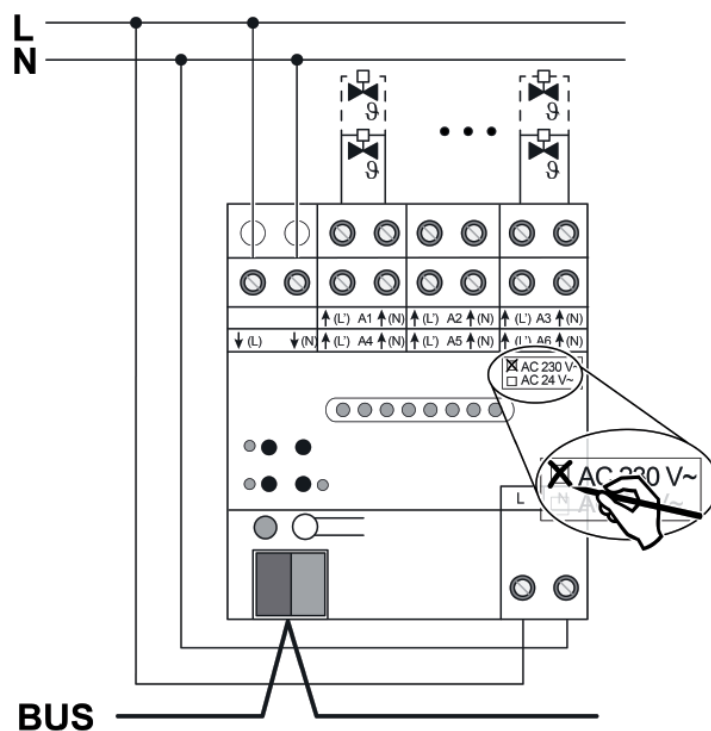 L
N
ϑ ϑ
ϑ ϑ
↑ (L') A1 ↑ (N) ↑ (L') A2 ↑ (N) ↑ (L') A3 ↑ (N)
↓ (L) ↓ (N) ↑ (L') A4 ↑ (N) ↑ (L') A5 ↑ (N) ↑ (L') A6 ↑ (N)
AC 230 V~
AC 24 V~
AC 230 V~
L N
BUS